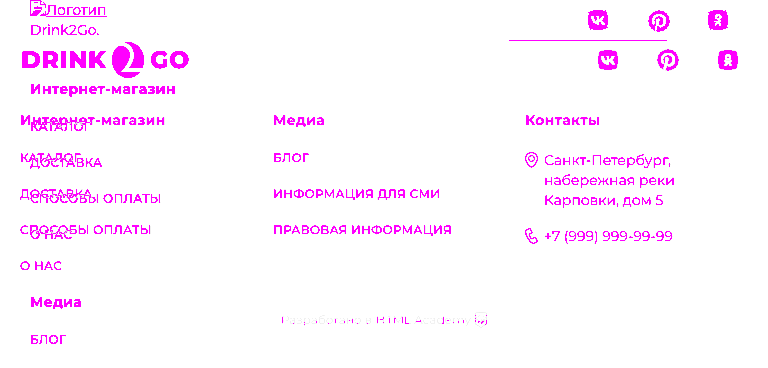 Логотип
Drink2Go.
DRINK 2 GO
Интернет-магазин
Интернет-магазин
Медиа
Контакты
КАТАЛОГ
КАТАЛОГ
БЛОГ
Санкт-Петербург,
ДОСТАВКА
набережная реки
ДОСТАВКА
ИНФОРМАЦИЯ ДЛЯ СМИ
СПОСОБЫ ОПЛАТЫ
Карповки, дом 5
СПОСОБЫ ОПЛАТЫ
ПРАВОВАЯ ИНФОРМАЦИЯ
О НАС
+7 (999) 999-99-99
О НАС
Медиа
БЛОГ